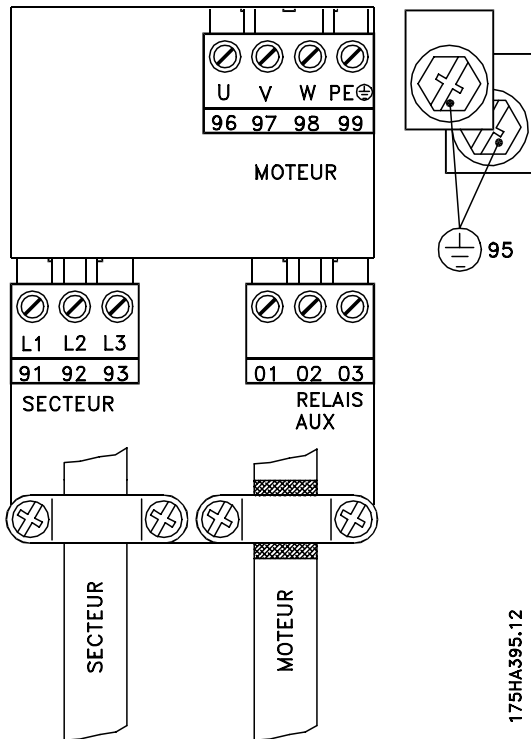 U V W PE
96 97 98 99
MOTEUR
95
L1 L2 L3
91 92 93
SECTEUR
01 02 03
RELAIS
AUX
SECTEUR
MOTEUR
175HA395.12